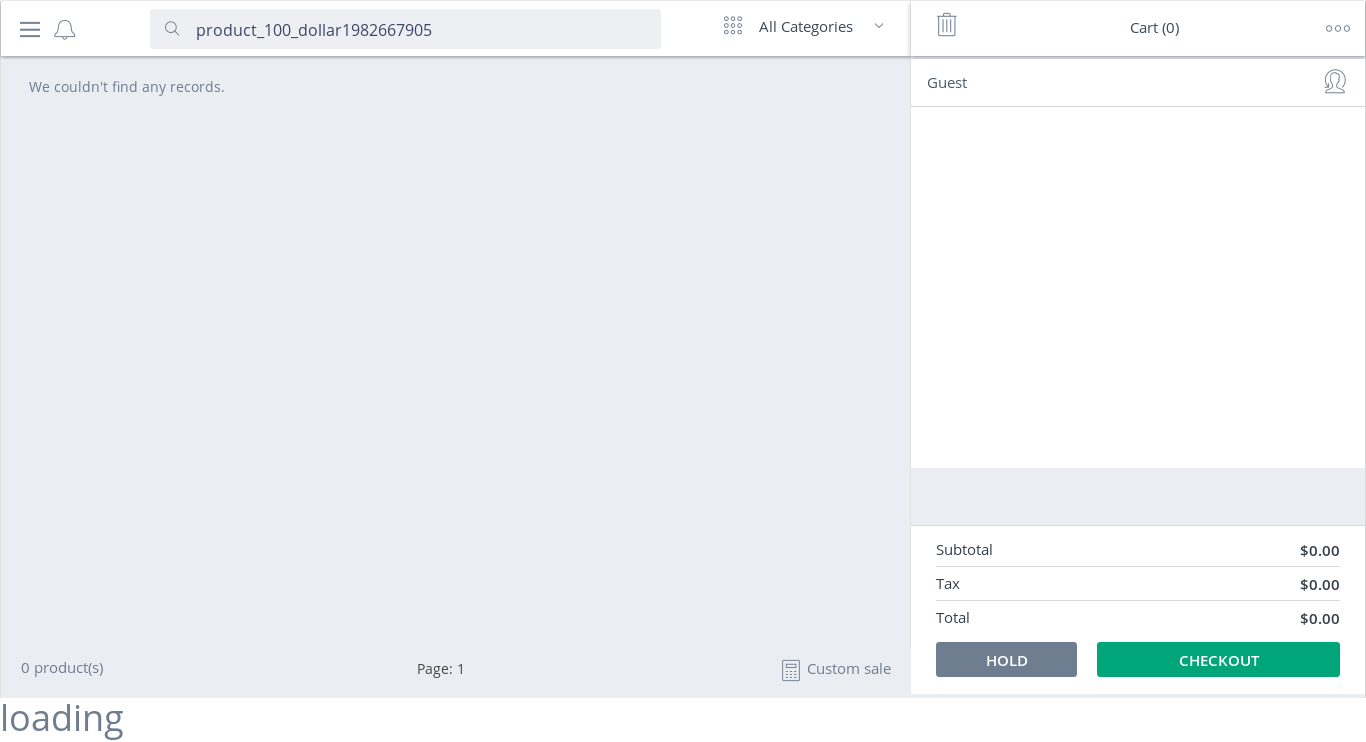 product_100_dollar1982667905
All Categories
Cart (0)
We couldn't find any records.
Guest
Subtotal $0.00
Tax $0.00
Total $0.00
HOLD CHECKOUT
0 product(s) Page: 1 Custom sale
loading